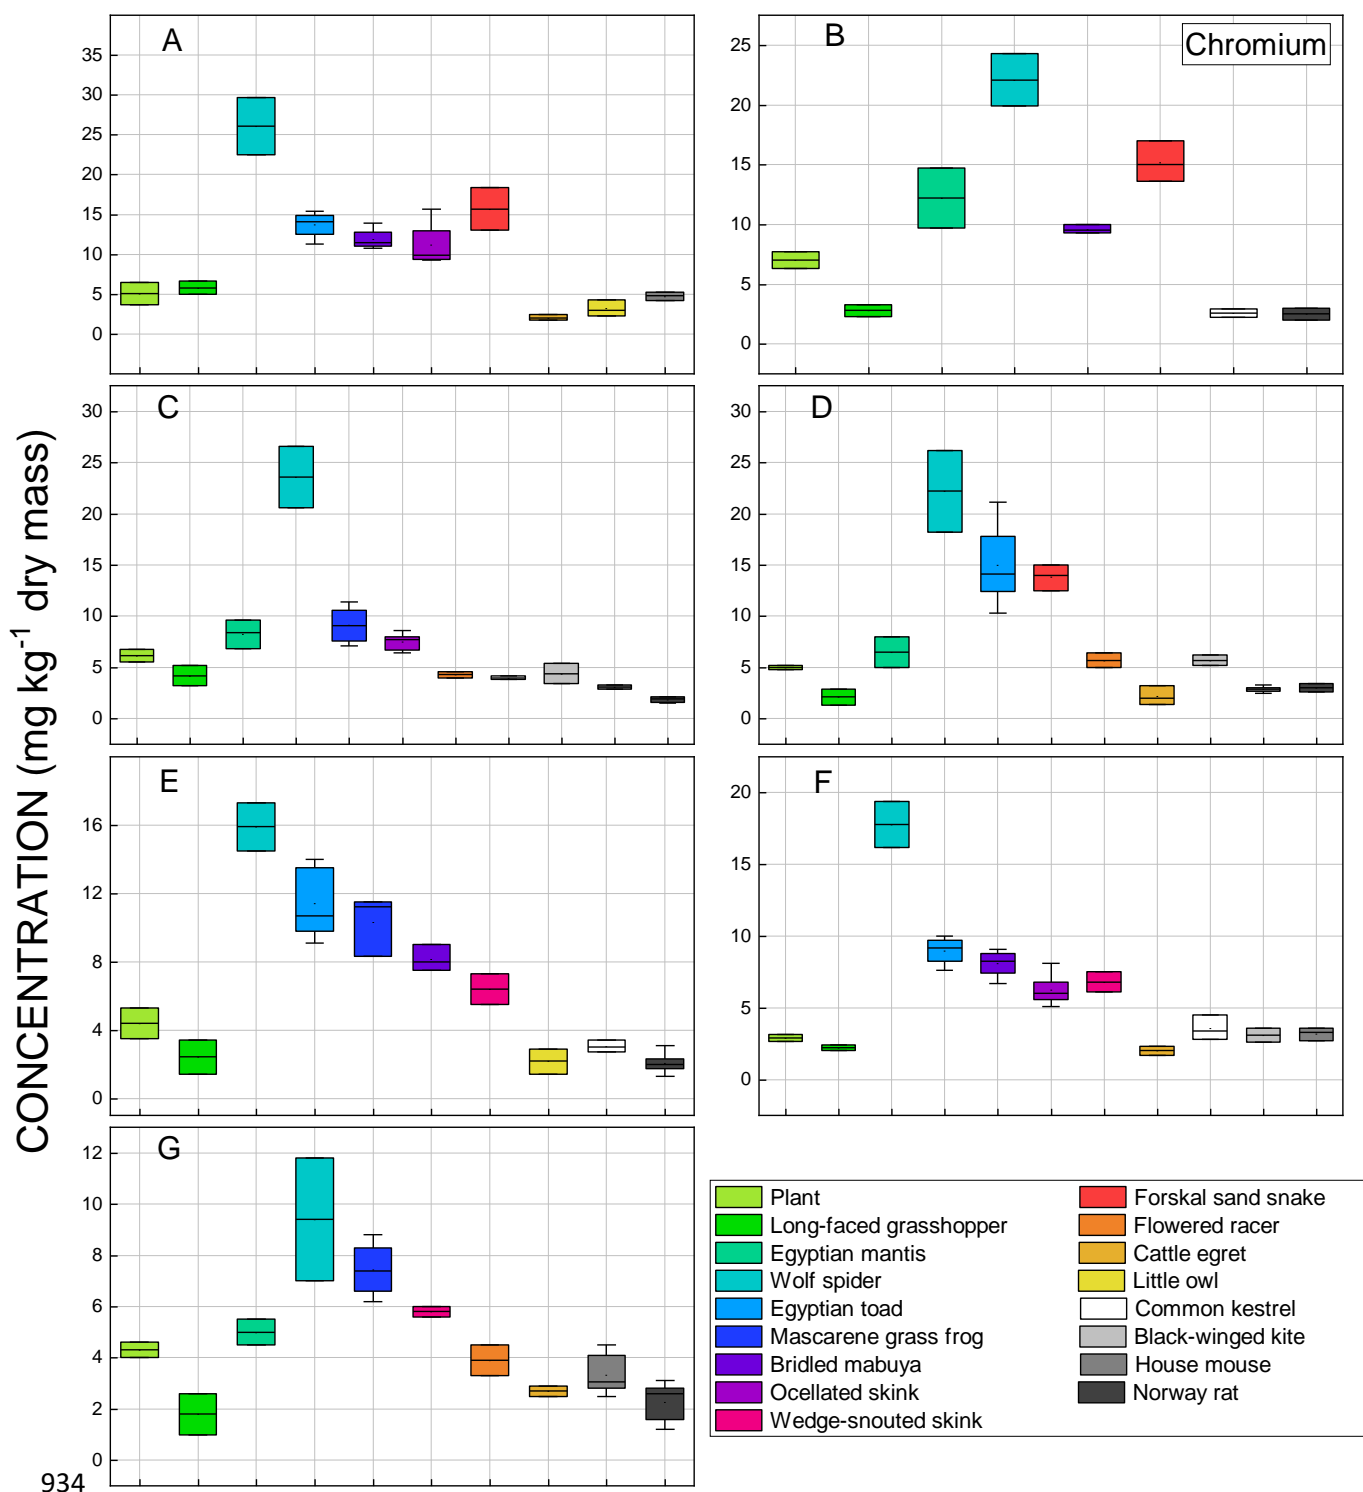 A
35
30
25
20
15
10
5
0
B
Chromium
25
20
15
10
5
0
C
30
25
20
15
10
5
0
D
30
25
20
15
10
5
0
E
16
12
8
4
0
F
20
15
10
5
0
G
12
10
8
6
4
2
0
CONCENTRATION (mg kg⁻¹ dry mass)
Plant
Long-faced grasshopper
Egyptian mantis
Wolf spider
Egyptian toad
Mascarene grass frog
Bridled mabuya
Ocellated skink
Wedge-snouted skink
Forskal sand snake
Flowered racer
Cattle egret
Little owl
Common kestrel
Black-winged kite
House mouse
Norway rat
934